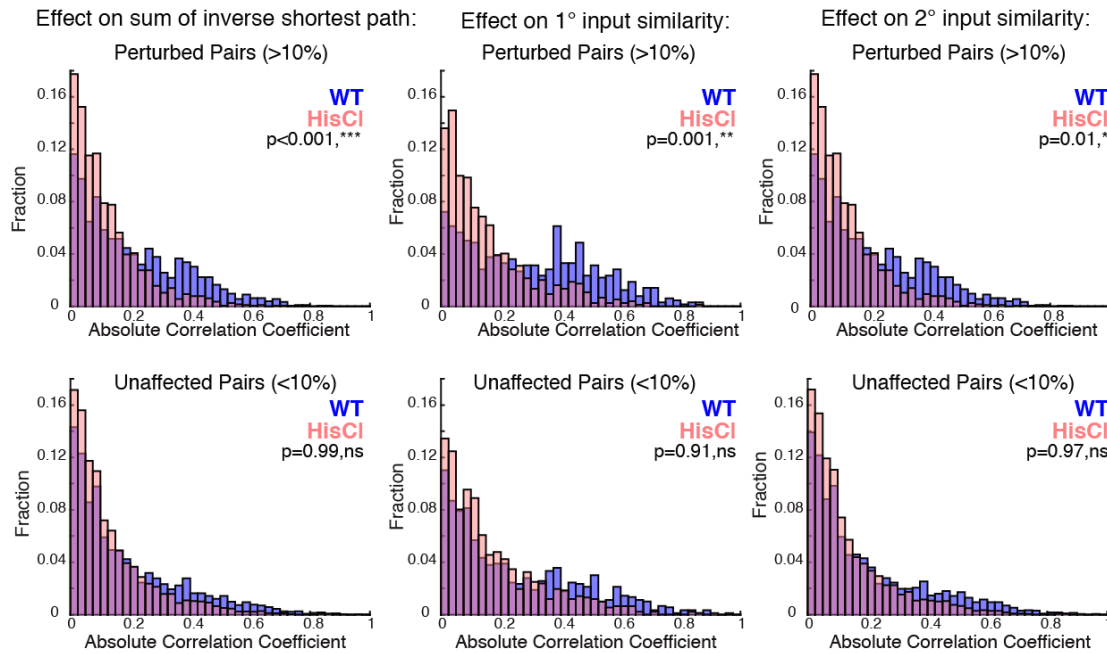 Effect on sum of inverse shortest path:
Effect on 1° input similarity:
Effect on 2° input similarity:
Perturbed Pairs (>10%)
WT
HisCl
p<0.001,***
Fraction
0.16
0.12
0.08
0.04
0
0 0.2 0.4 0.6 0.8 1
Absolute Correlation Coefficient
Perturbed Pairs (>10%)
WT
HisCl
p=0.001,**
Fraction
0.16
0.12
0.08
0.04
0
0 0.2 0.4 0.6 0.8 1
Absolute Correlation Coefficient
Perturbed Pairs (>10%)
WT
HisCl
p=0.01,*
Fraction
0.16
0.12
0.08
0.04
0
0 0.2 0.4 0.6 0.8
Absolute Correlation Coefficient
Unaffected Pairs (<10%)
WT
HisCl
p=0.99,ns
Fraction
0.16
0.12
0.08
0.04
0
0 0.2 0.4 0.6 0.8 1
Absolute Correlation Coefficient
Unaffected Pairs (<10%)
WT
HisCl
p=0.91,ns
Fraction
0.16
0.12
0.08
0.04
0
0 0.2 0.4 0.6 0.8 1
Absolute Correlation Coefficient
Unaffected Pairs (<10%)
WT
HisCl
p=0.97,ns
Fraction
0.16
0.12
0.08
0.04
0
0 0.2 0.4 0.6 0.8
Absolute Correlation Coefficient